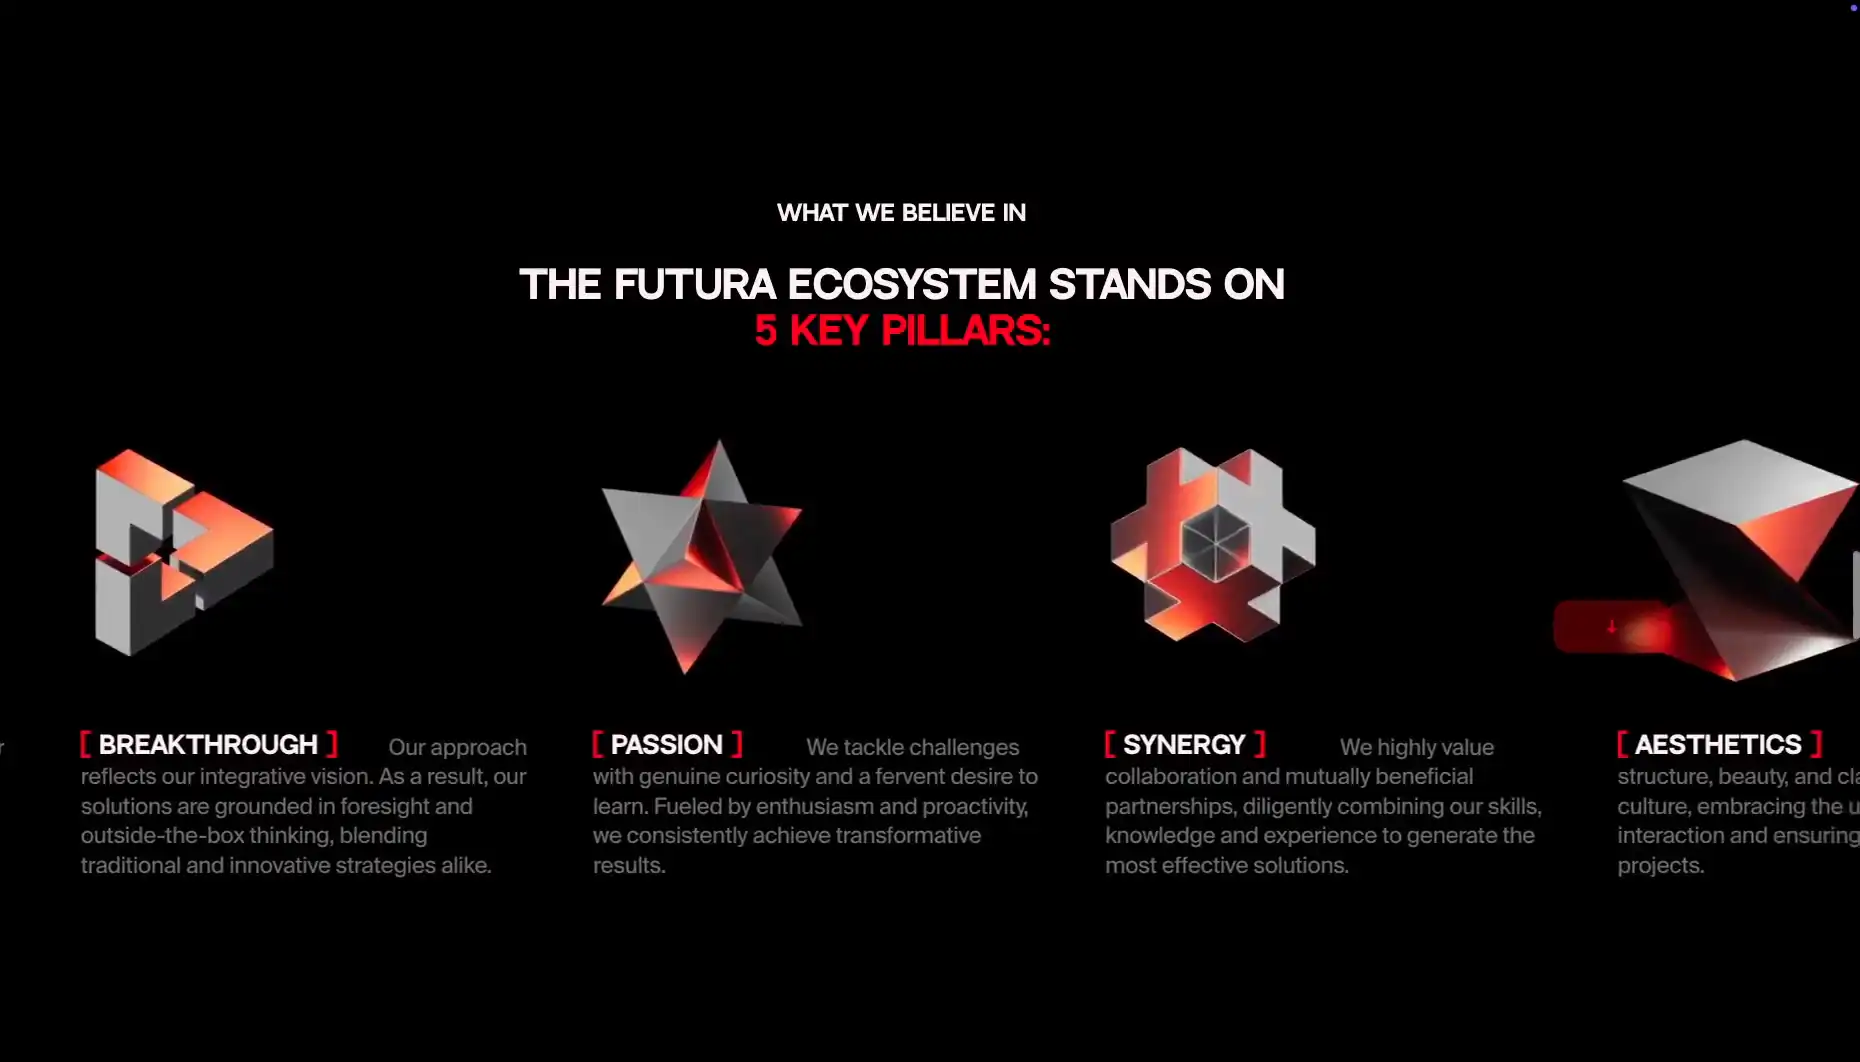 WHAT WE BELIEVE IN
THE FUTURA ECOSYSTEM STANDS ON
5 KEY PILLARS:
[ BREAKTHROUGH ] Our approach
reflects our integrative vision. As a result, our
solutions are grounded in foresight and
outside-the-box thinking, blending
traditional and innovative strategies alike.
[ PASSION ] We tackle challenges
with genuine curiosity and a fervent desire to
learn. Fueled by enthusiasm and proactivity,
we consistently achieve transformative
results.
[ SYNERGY ] We highly value
collaboration and mutually beneficial
partnerships, diligently combining our skills,
knowledge and experience to generate the
most effective solutions.
[ AESTHETICS ]
structure, beauty, and
culture, embracing the
interaction and ensuring
projects.